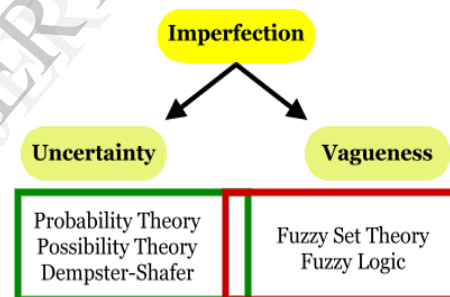 Imperfection
Uncertainty
Vagueness
Probability Theory
Possibility Theory
Dempster-Shafer
Fuzzy Set Theory
Fuzzy Logic